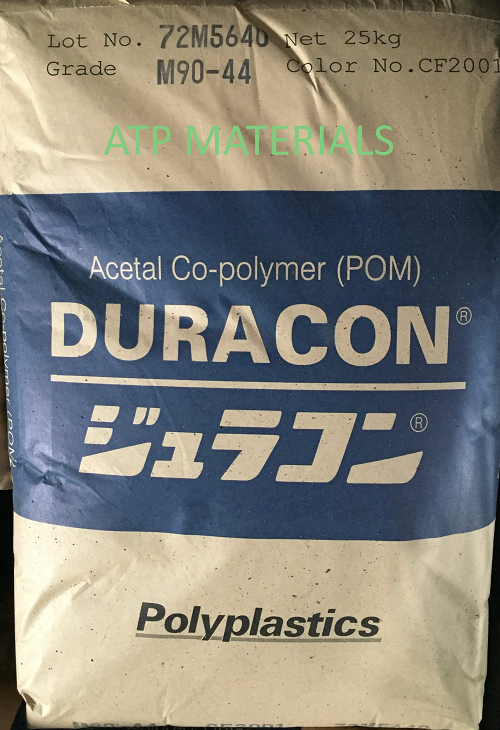 Lot No. 72M5640 Net 25kg
Grade M90-44 Color No.CF2001
ATP MATERIALS
Acetal Co-polymer (POM)
DURACON®
ジュラコン®
Polyplastics